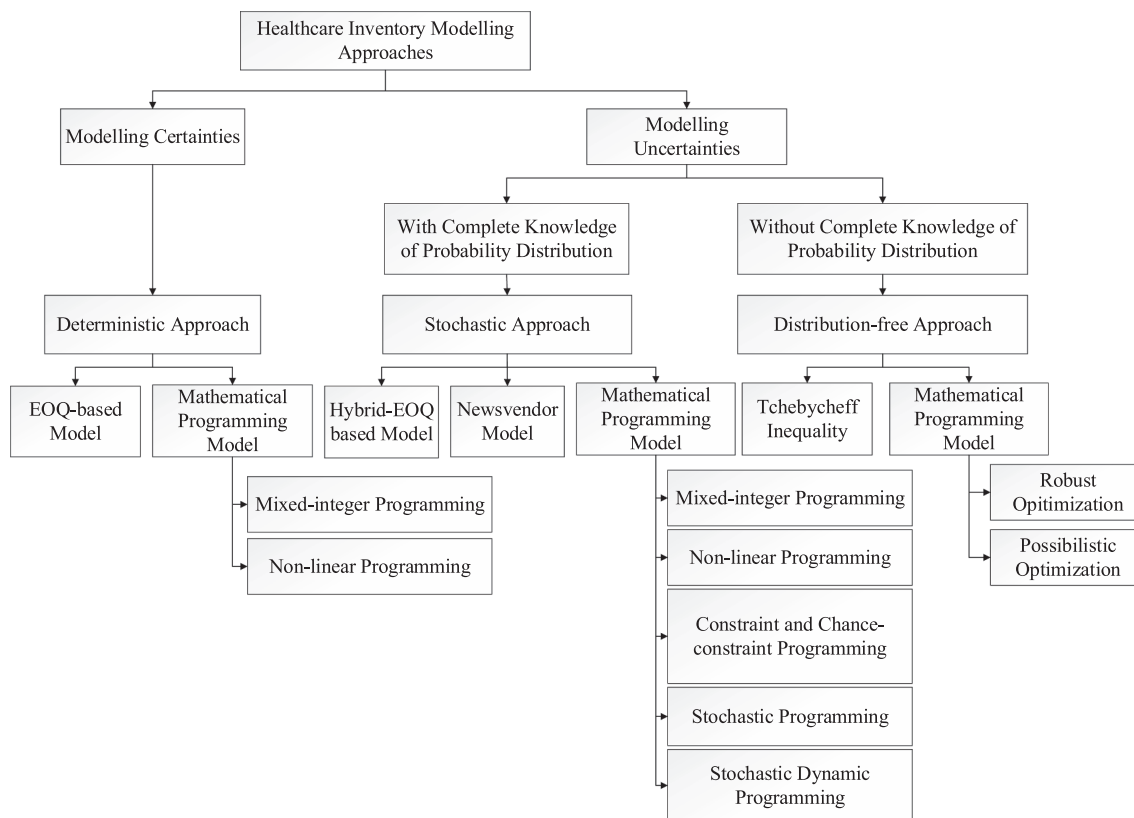 Healthcare Inventory Modelling
Approaches
Modelling Certainties
Modelling
Uncertainties
With Complete Knowledge
of Probability Distribution
Without Complete Knowledge of
Probability Distribution
Deterministic Approach
Stochastic Approach
Distribution-free Approach
EOQ-based
Model
Mathematical
Programming
Model
Hybrid-EOQ
based Model
Newsvendor
Model
Mathematical
Programming
Model
Tchebycheff
Inequality
Mathematical
Programming
Model
Mixed-integer Programming
Non-linear Programming
Mixed-integer Programming
Non-linear Programming
Constraint and Chance-
constraint Programming
Stochastic Programming
Stochastic Dynamic
Programming
Robust
Opitimization
Possibilistic
Optimization